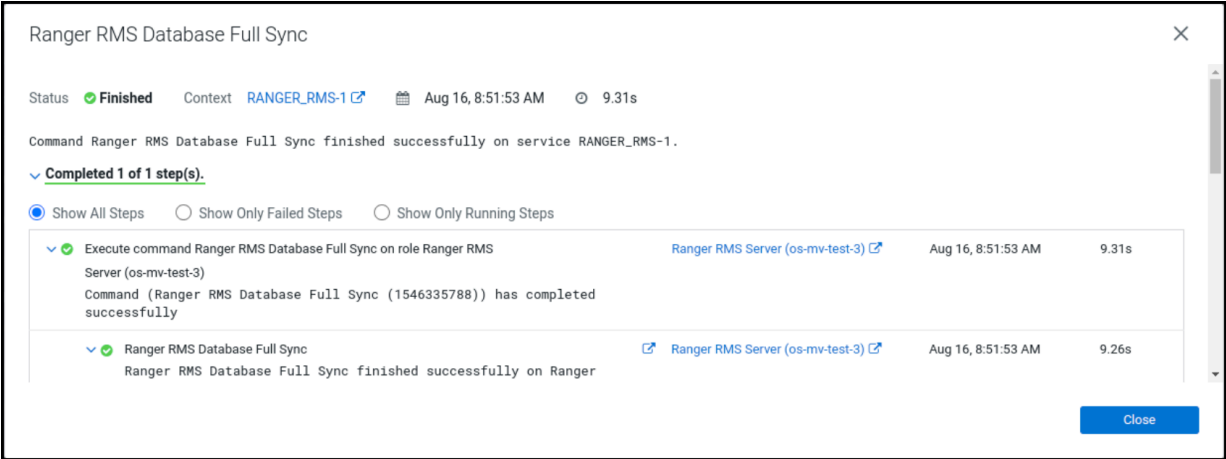 Ranger RMS Database Full Sync
Status Finished Context RANGER_RMS-1 Aug 16, 8:51:53 AM 9.31s
Command Ranger RMS Database Full Sync finished successfully on service RANGER_RMS-1.
Completed 1 of 1 step(s).
Show All Steps Show Only Failed Steps Show Only Running Steps
Execute command Ranger RMS Database Full Sync on role Ranger RMS Ranger RMS Server (os-mv-test-3) Aug 16, 8:51:53 AM 9.31s
Server (os-mv-test-3)
Command (Ranger RMS Database Full Sync (1546335788)) has completed
successfully
Ranger RMS Database Full Sync Ranger RMS Server (os-mv-test-3) Aug 16, 8:51:53 AM 9.26s
Ranger RMS Database Full Sync finished successfully on Ranger
Close